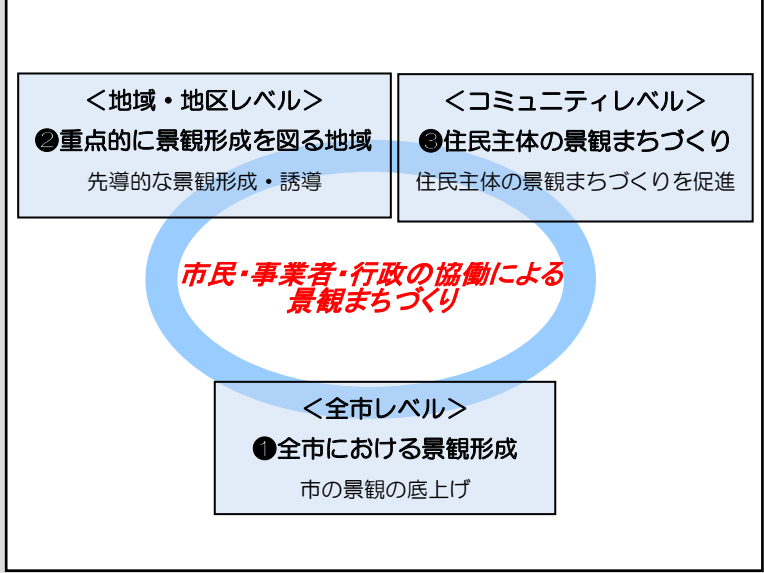 ＜地域・地区レベル＞
❷重点的に景観形成を図る地域
先導的な景観形成・誘導
＜コミュニティレベル＞
❸住民主体の景観まちづくり
住民主体の景観まちづくりを促進
市民・事業者・行政の協働による
景観まちづくり
＜全市レベル＞
❶全市における景観形成
市の景観の底上げ